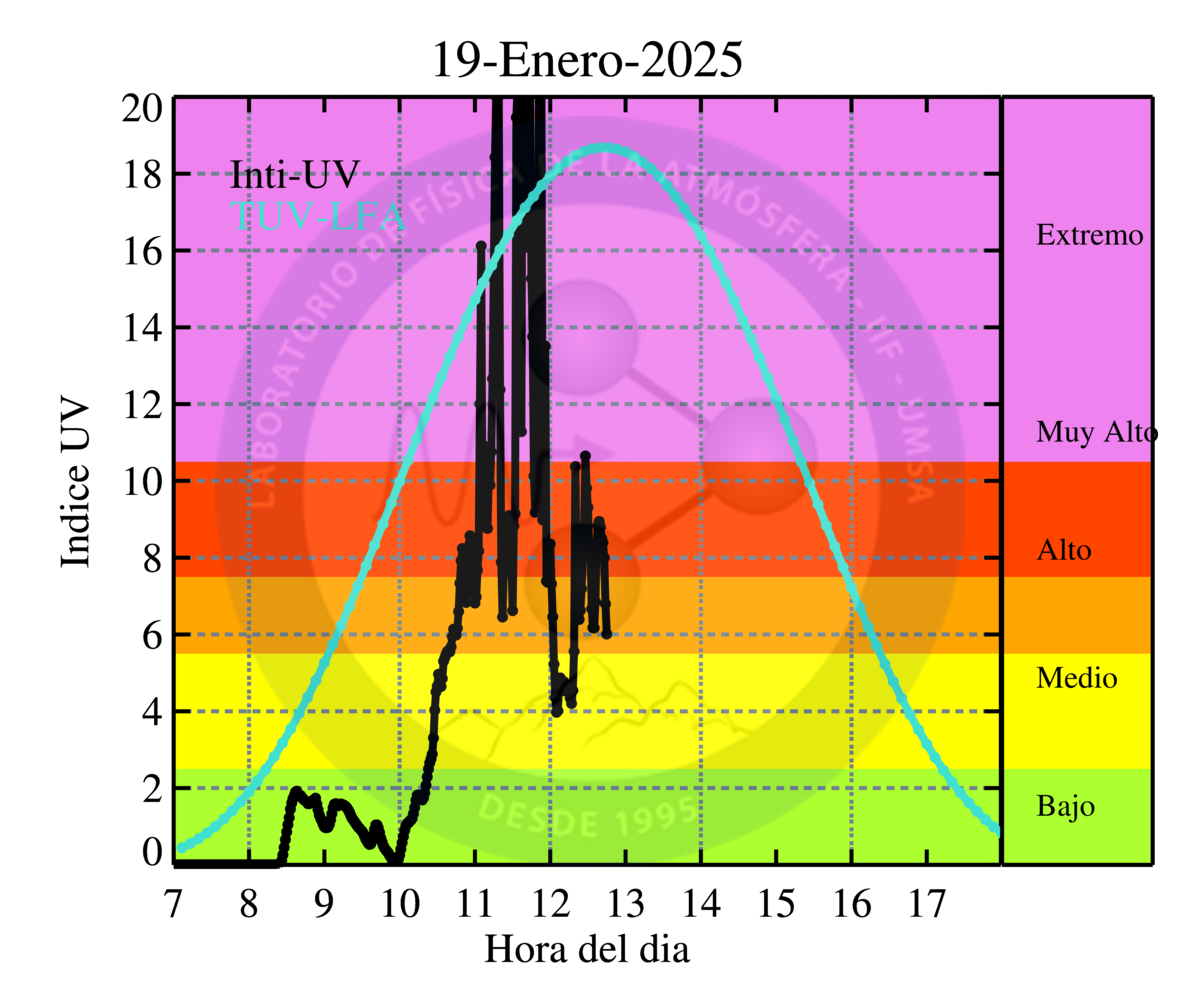 19-Enero-2025
20
18
16
14
12
10
8
6
4
2
0
Indice UV
Inti-UV
TUV-LFA
LABORATORIO DE FÍSICA DE LA ATMÓSFERA - IIF - UMSA
DESDE 1995
Extremo
Muy Alto
Alto
Medio
Bajo
7 8 9 10 11 12 13 14 15 16 17
Hora del dia